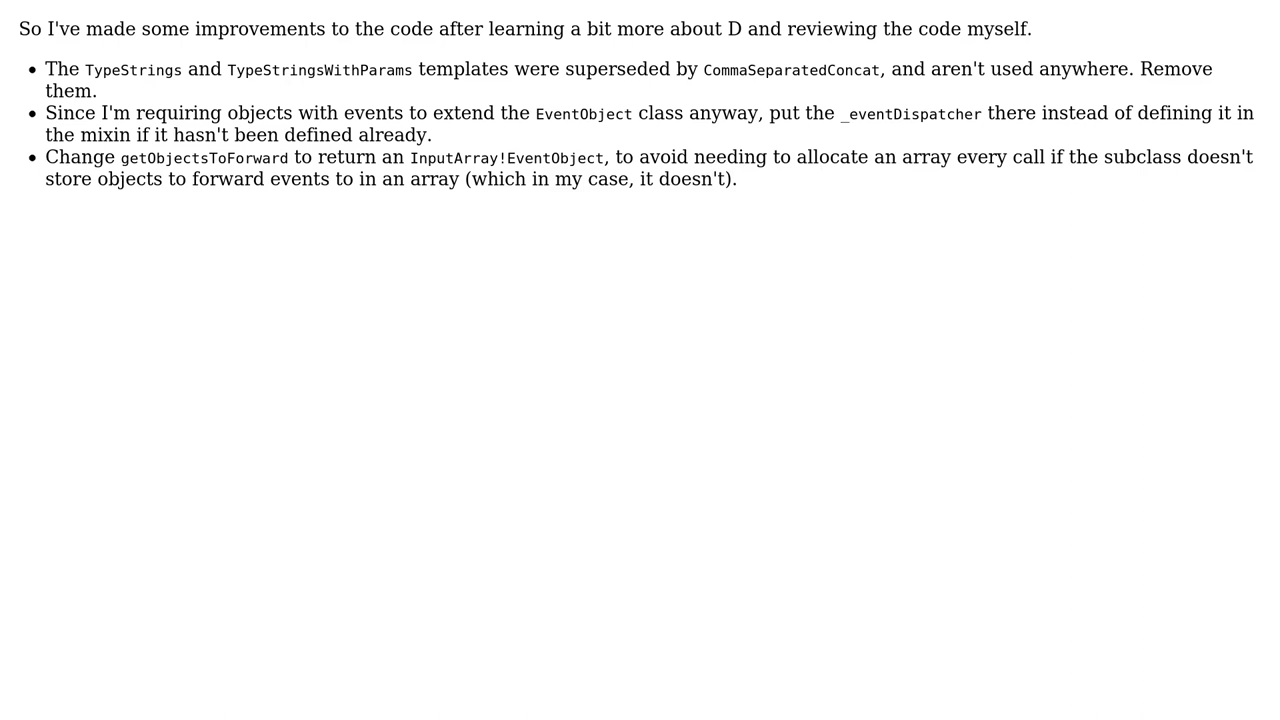 So I've made some improvements to the code after learning a bit more about D and reviewing the code myself.
• The TypeStrings and TypeStringsWithParams templates were superseded by CommaSeparatedConcat, and aren't used anywhere. Remove
them.
• Since I'm requiring objects with events to extend the EventObject class anyway, put the _eventDispatcher there instead of defining it in
the mixin if it hasn't been defined already.
• Change getObjectsToForward to return an InputArray!EventObject, to avoid needing to allocate an array every call if the subclass doesn't
store objects to forward events to in an array (which in my case, it doesn't).